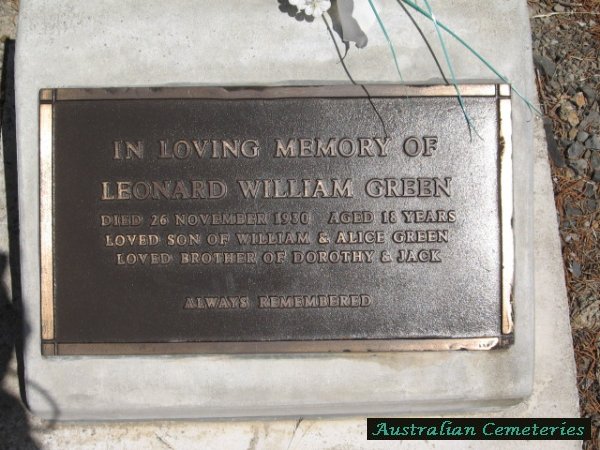 IN LOVING MEMORY OF
LEONARD WILLIAM GREEN
DIED 26 NOVEMBER 1930 AGED 18 YEARS
LOVED SON OF WILLIAM & ALICE GREEN
LOVED BROTHER OF DOROTHY & JACK
ALWAYS REMEMBERED
Australian Cemeteries